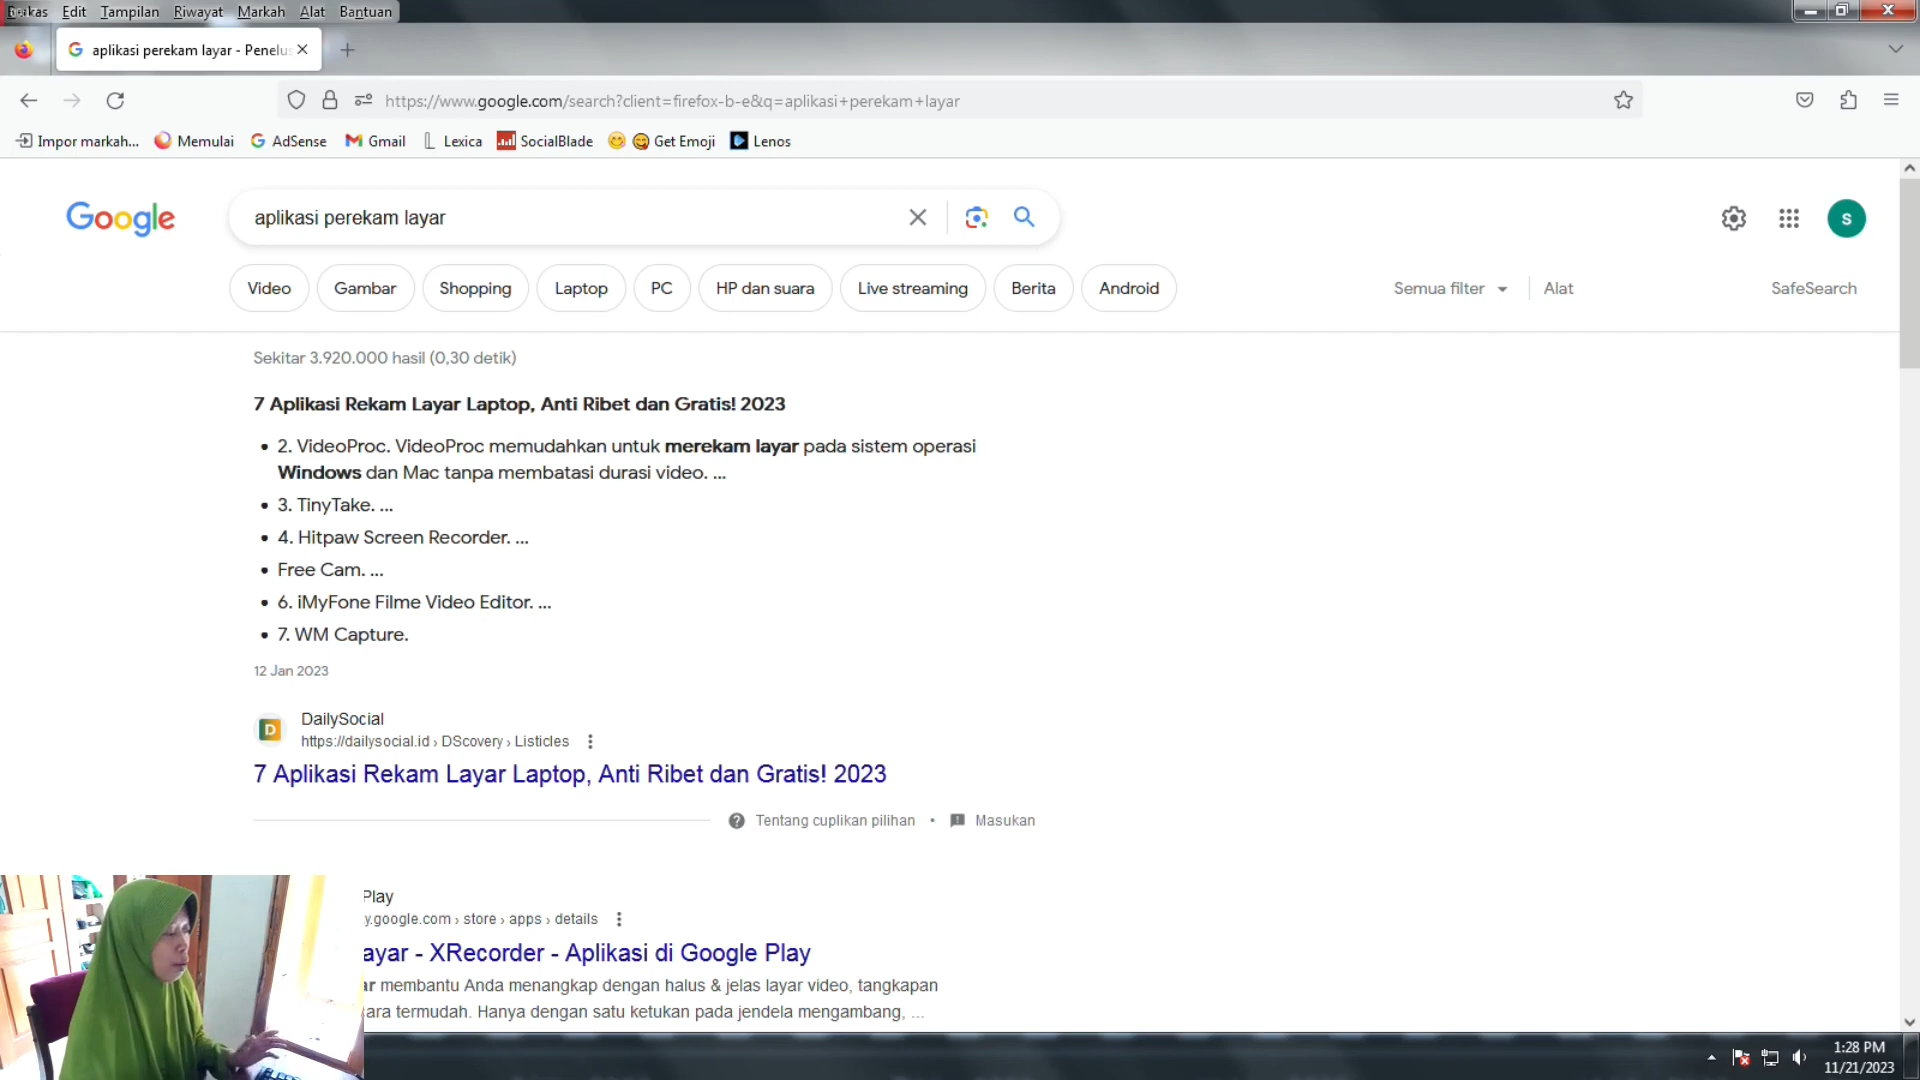 Edit Tampilan Riwayat Markah Alat Bantuan
aplikasi perekam layar - Penelus
https://www.google.com/search?client=firefox-b-e&q=aplikasi+perekam+layar
Impor markah... Memulai AdSense Gmail Lexica SocialBlade Get Emoji Lenos
Google
aplikasi perekam layar
S
Video Gambar Shopping Laptop PC HP dan suara Live streaming Berita Android
Semua filter Alat SafeSearch
Sekitar 3.920.000 hasil (0,30 detik)
7 Aplikasi Rekam Layar Laptop, Anti Ribet dan Gratis! 2023
• 2. VideoProc. VideoProc memudahkan untuk merekam layar pada sistem operasi
Windows dan Mac tanpa membatasi durasi video. ...
• 3. TinyTake. ...
• 4. Hitpaw Screen Recorder. ...
• Free Cam. ...
• 6. iMyFone Filme Video Editor. ...
• 7. WM Capture.
12 Jan 2023
D
DailySocial
https://dailysocial.id › DScovery › Listicles
7 Aplikasi Rekam Layar Laptop, Anti Ribet dan Gratis! 2023
Tentang cuplikan pilihan • Masukan
Play
y.google.com › store › apps › details
ayar - XRecorder - Aplikasi di Google Play
ar membantu Anda menangkap dengan halus & jelas layar video, tangkapan
cara termudah. Hanya dengan satu ketukan pada jendela mengambang, ...
1:28 PM
11/21/2023